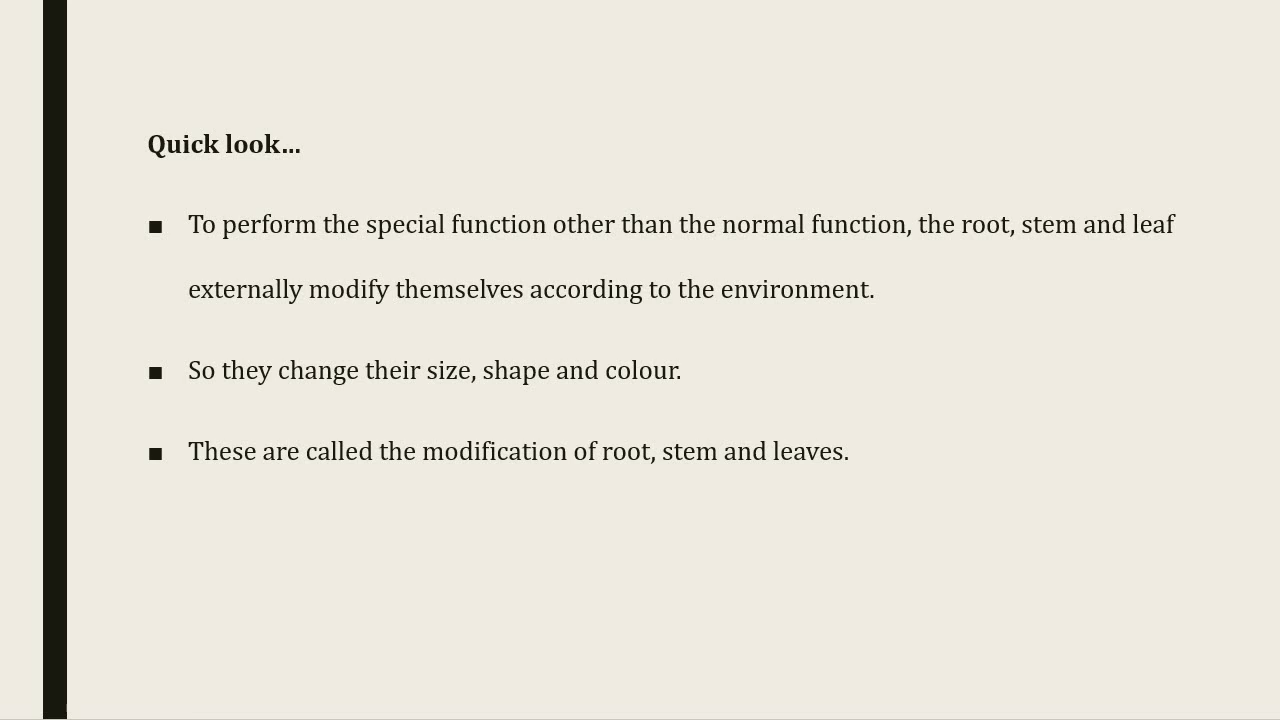 Quick look…
▪ To perform the special function other than the normal function, the root, stem and leaf
externally modify themselves according to the environment.
▪ So they change their size, shape and colour.
▪ These are called the modification of root, stem and leaves.